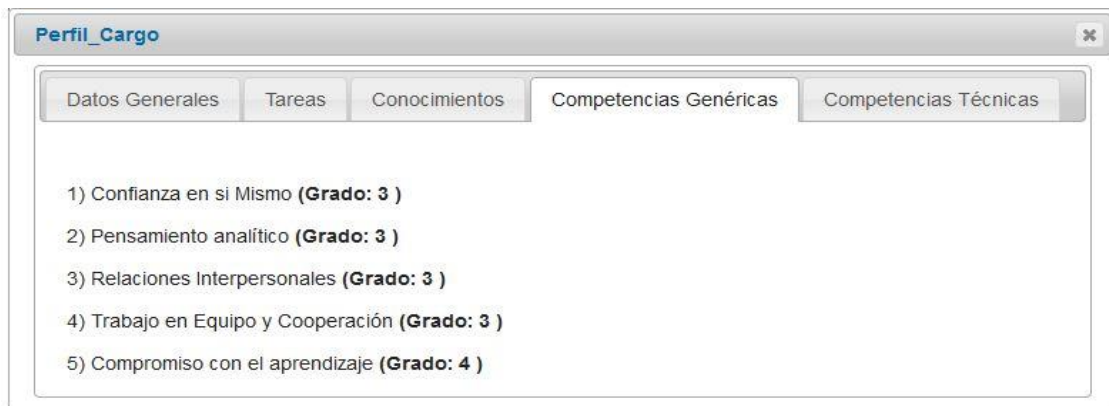 Perfil_Cargo
Datos Generales Tareas Conocimientos Competencias Genéricas Competencias Técnicas
1) Confianza en si Mismo (Grado: 3 )
2) Pensamiento analítico (Grado: 3 )
3) Relaciones Interpersonales (Grado: 3 )
4) Trabajo en Equipo y Cooperación (Grado: 3 )
5) Compromiso con el aprendizaje (Grado: 4 )